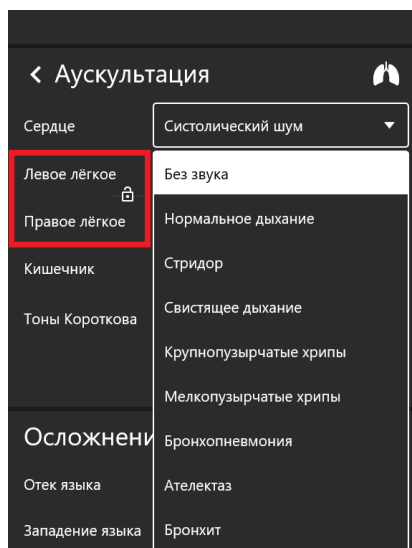 Аускультация
Сердце
Систолический шум
Левое лёгкое
Без звука
Правое лёгкое
Нормальное дыхание
Кишечник
Стридор
Тоны Короткова
Свистящее дыхание
Крупнопузырчатые хрипы
Мелкопузырчатые хрипы
Осложнени
Бронхопневмония
Отек языка
Ателектаз
Западение языка
Бронхит